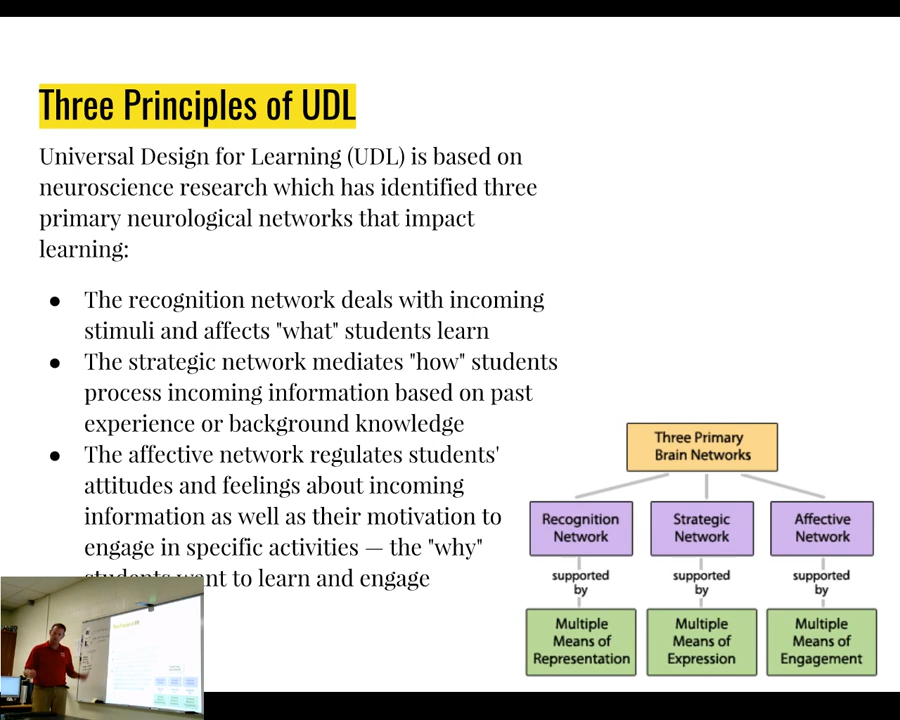 Three Principles of UDL
Universal Design for Learning (UDL) is based on
neuroscience research which has identified three
primary neurological networks that impact
learning:
● The recognition network deals with incoming
stimuli and affects "what" students learn
● The strategic network mediates "how" students
process incoming information based on past
experience or background knowledge
● The affective network regulates students'
attitudes and feelings about incoming
information as well as their motivation to
engage in specific activities — the "why"
students want to learn and engage
Three Primary
Brain Networks
Recognition
Network
Strategic
Network
Affective
Network
supported
by
supported
by
supported
by
Multiple
Means of
Representation
Multiple
Means of
Expression
Multiple
Means of
Engagement